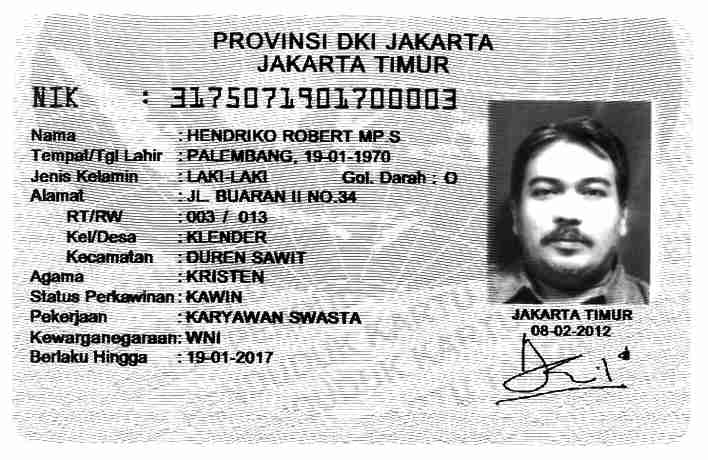 PROVINSI DKI JAKARTA
JAKARTA TIMUR
NIK : 3175071901700003
Nama : HENDRIKO ROBERT MP S
Tempat/Tgl Lahir : PALEMBANG, 19-01-1970
Jenis Kelamin : LAKI-LAKI Gol. Darah : O
Alamat : JL. BUARAN II NO.34
RT/RW : 003 / 013
Kel/Desa : KLENDER
Kecamatan : DUREN SAWIT
Agama : KRISTEN
Status Perkawinan : KAWIN
Pekerjaan : KARYAWAN SWASTA
Kewarganegaraan: WNI
Berlaku Hingga : 19-01-2017
JAKARTA TIMUR
08-02-2012